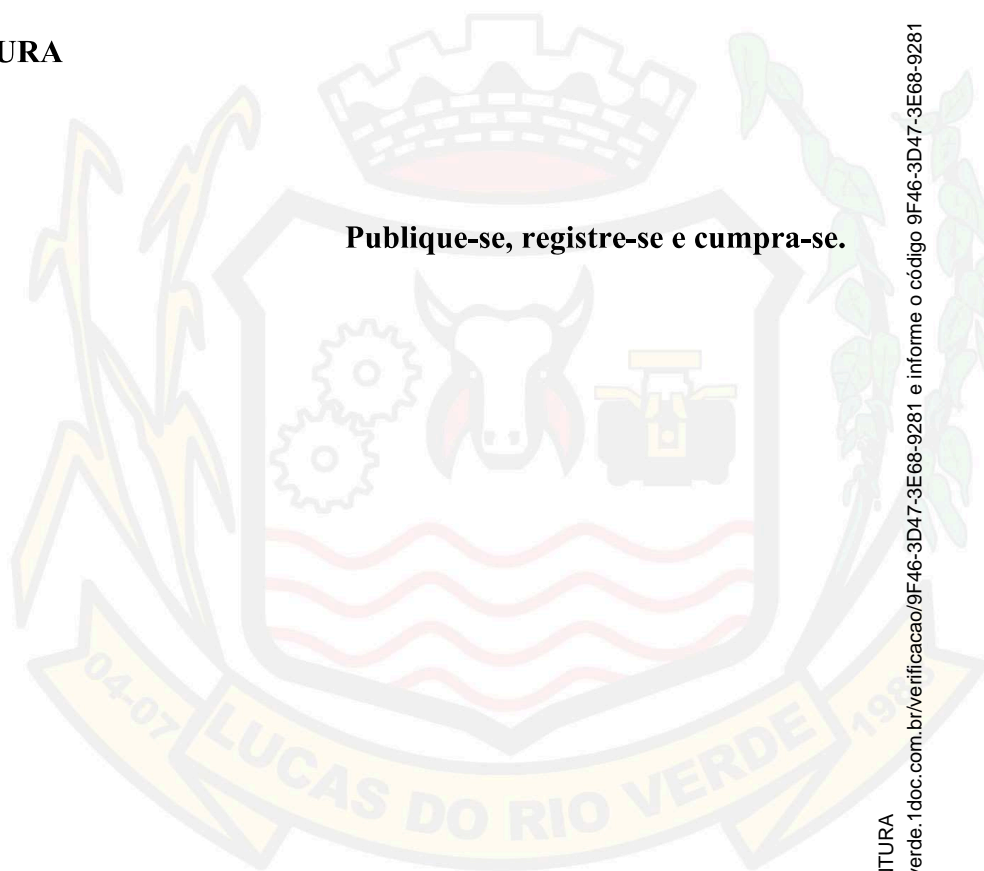 URA
Publique-se, registre-se e cumpra-se.
04-07
LUCAS DO RIO VERDE
ITURA
verde.1doc.com.br/verificacao/9F46-3D47-3E68-9281 e informe o código 9F46-3D47-3E68-9281